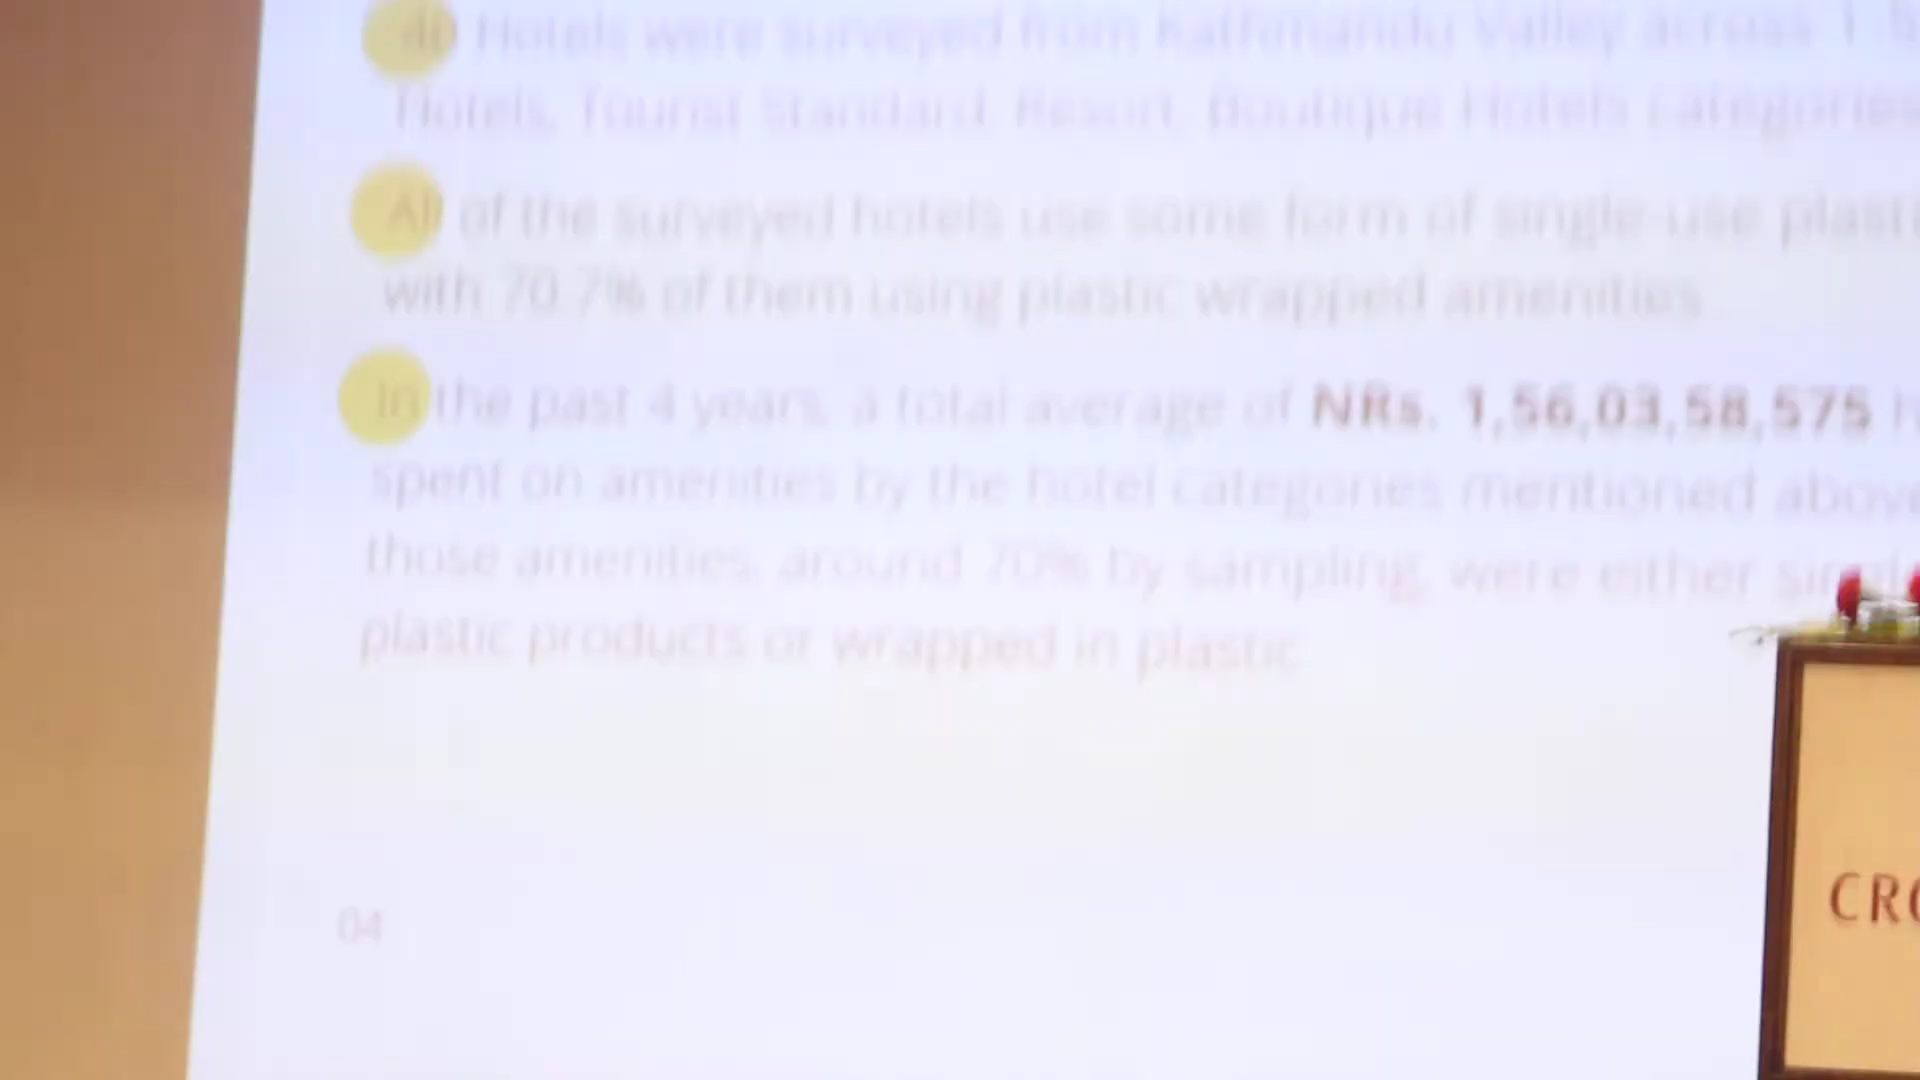 Hotels were surveyed from Kathmandu Valley across
Hotels, Tourist Standard, Resort, Boutique Hotels categories
All of the surveyed hotels use some form of single-use
with 70.7% of them using plastic wrapped amenities
In the past 4 years, a total average of NRs. 1,56,03,58,575
spent on amenities by the hotel categories mentioned above
those amenities, around 70% by sampling, were either
plastic products or wrapped in plastic
04
CRO